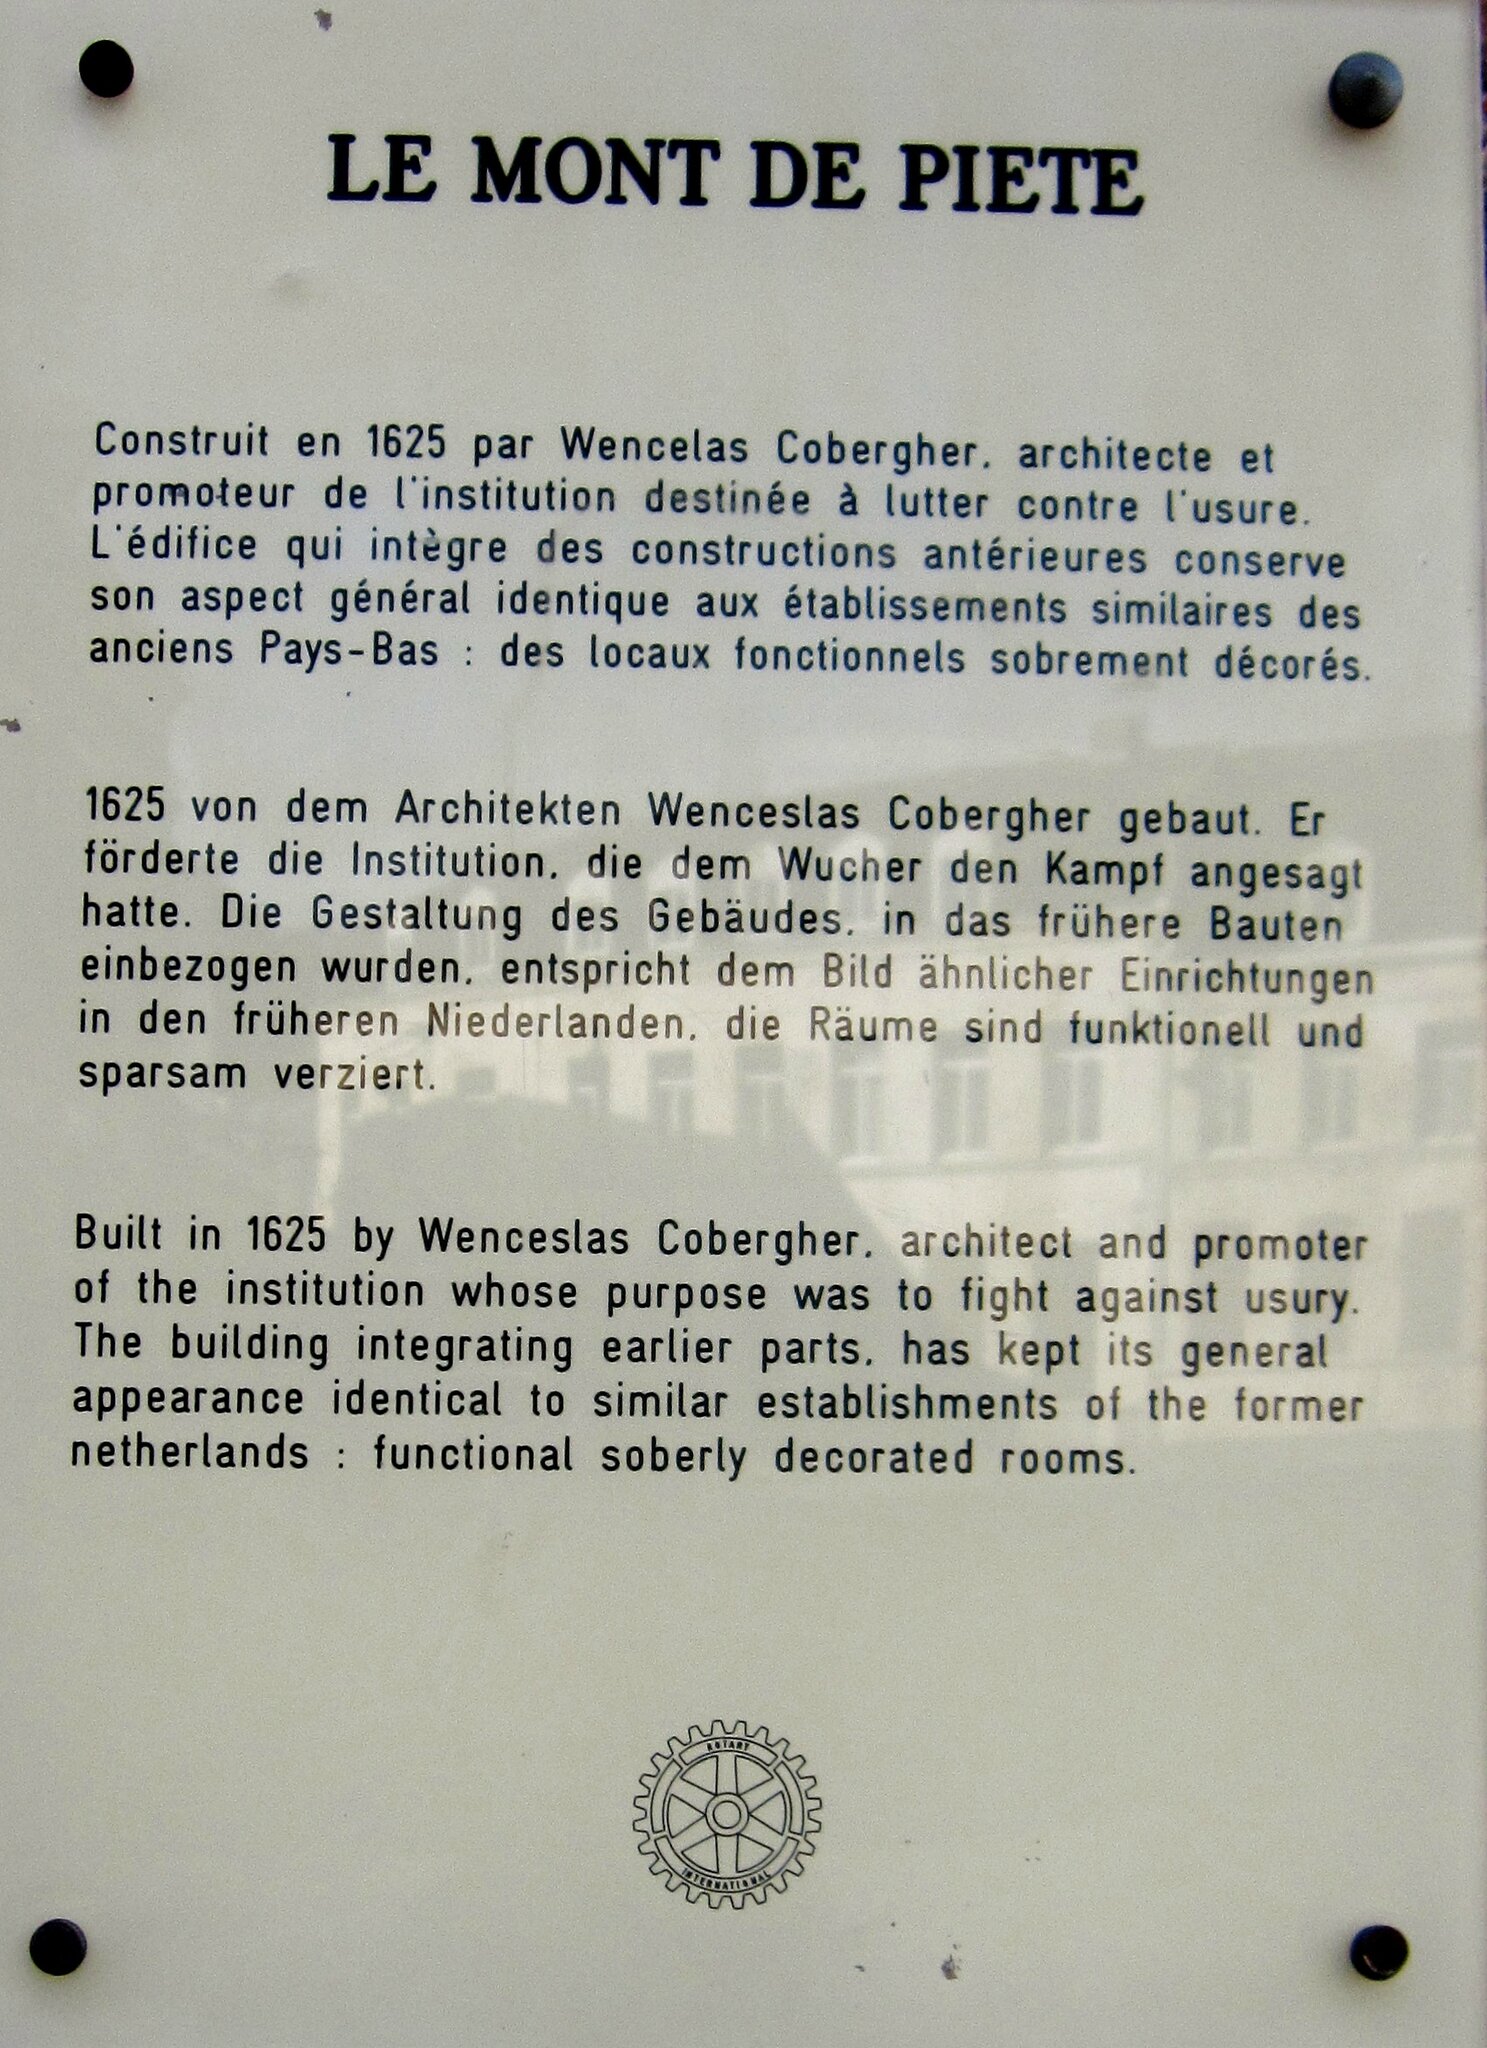 LE MONT DE PIETE
Construit en 1625 par Wencelas Cobergher, architecte et
promoteur de l'institution destinée à lutter contre l'usure.
L'édifice qui intègre des constructions antérieures conserve
son aspect général identique aux établissements similaires des
anciens Pays-Bas : des locaux fonctionnels sobrement décorés.
1625 von dem Architekten Wenceslas Cobergher gebaut. Er
förderte die Institution, die dem Wucher den Kampf angesagt
hatte. Die Gestaltung des Gebäudes, in das frühere Bauten
einbezogen wurden, entspricht dem Bild ähnlicher Einrichtungen
in den früheren Niederlanden, die Räume sind funktionell und
sparsam verziert.
Built in 1625 by Wenceslas Cobergher, architect and promoter
of the institution whose purpose was to fight against usury.
The building integrating earlier parts, has kept its general
appearance identical to similar establishments of the former
netherlands : functional soberly decorated rooms.
ROTARY
INTERNATIONAL